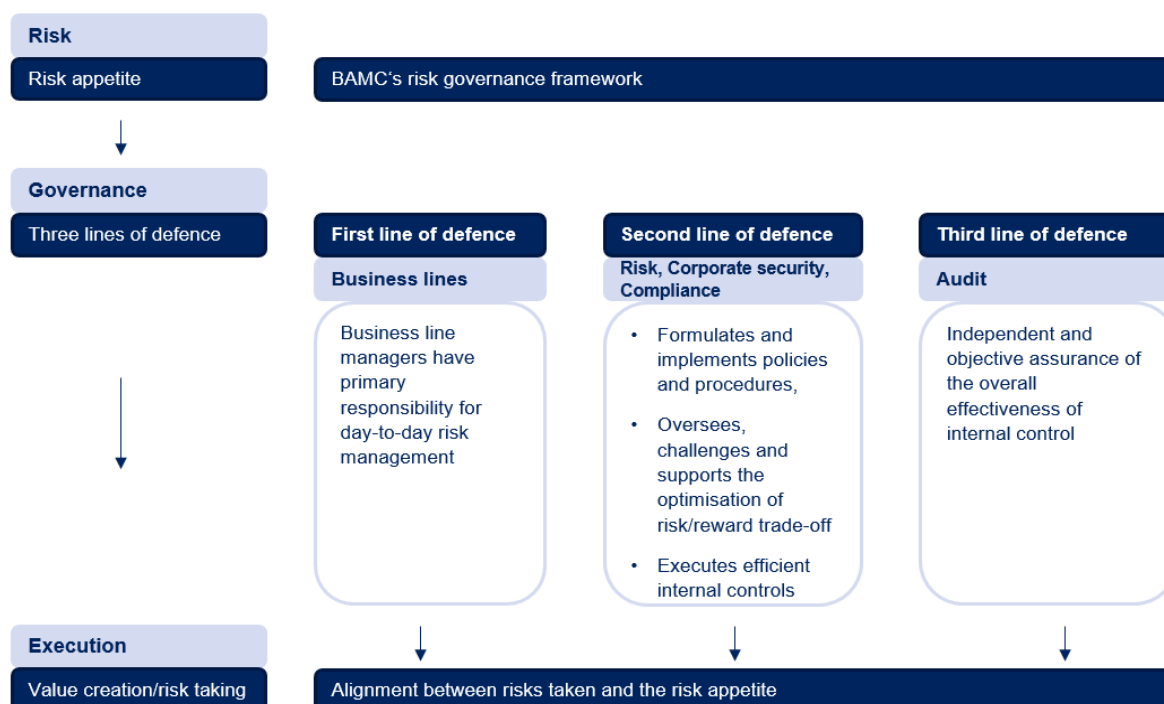 Risk
Risk appetite
BAMC‘s risk governance framework
Governance
Three lines of defence
First line of defence
Business lines
Business line
managers have
primary
responsibility for
day-to-day risk
management
Second line of defence
Risk, Corporate security,
Compliance
• Formulates and
implements policies
and procedures,
• Oversees,
challenges and
supports the
optimisation of
risk/reward trade-off
• Executes efficient
internal controls
Third line of defence
Audit
Independent and
objective assurance of
the overall
effectiveness of
internal control
Execution
Value creation/risk taking
Alignment between risks taken and the risk appetite